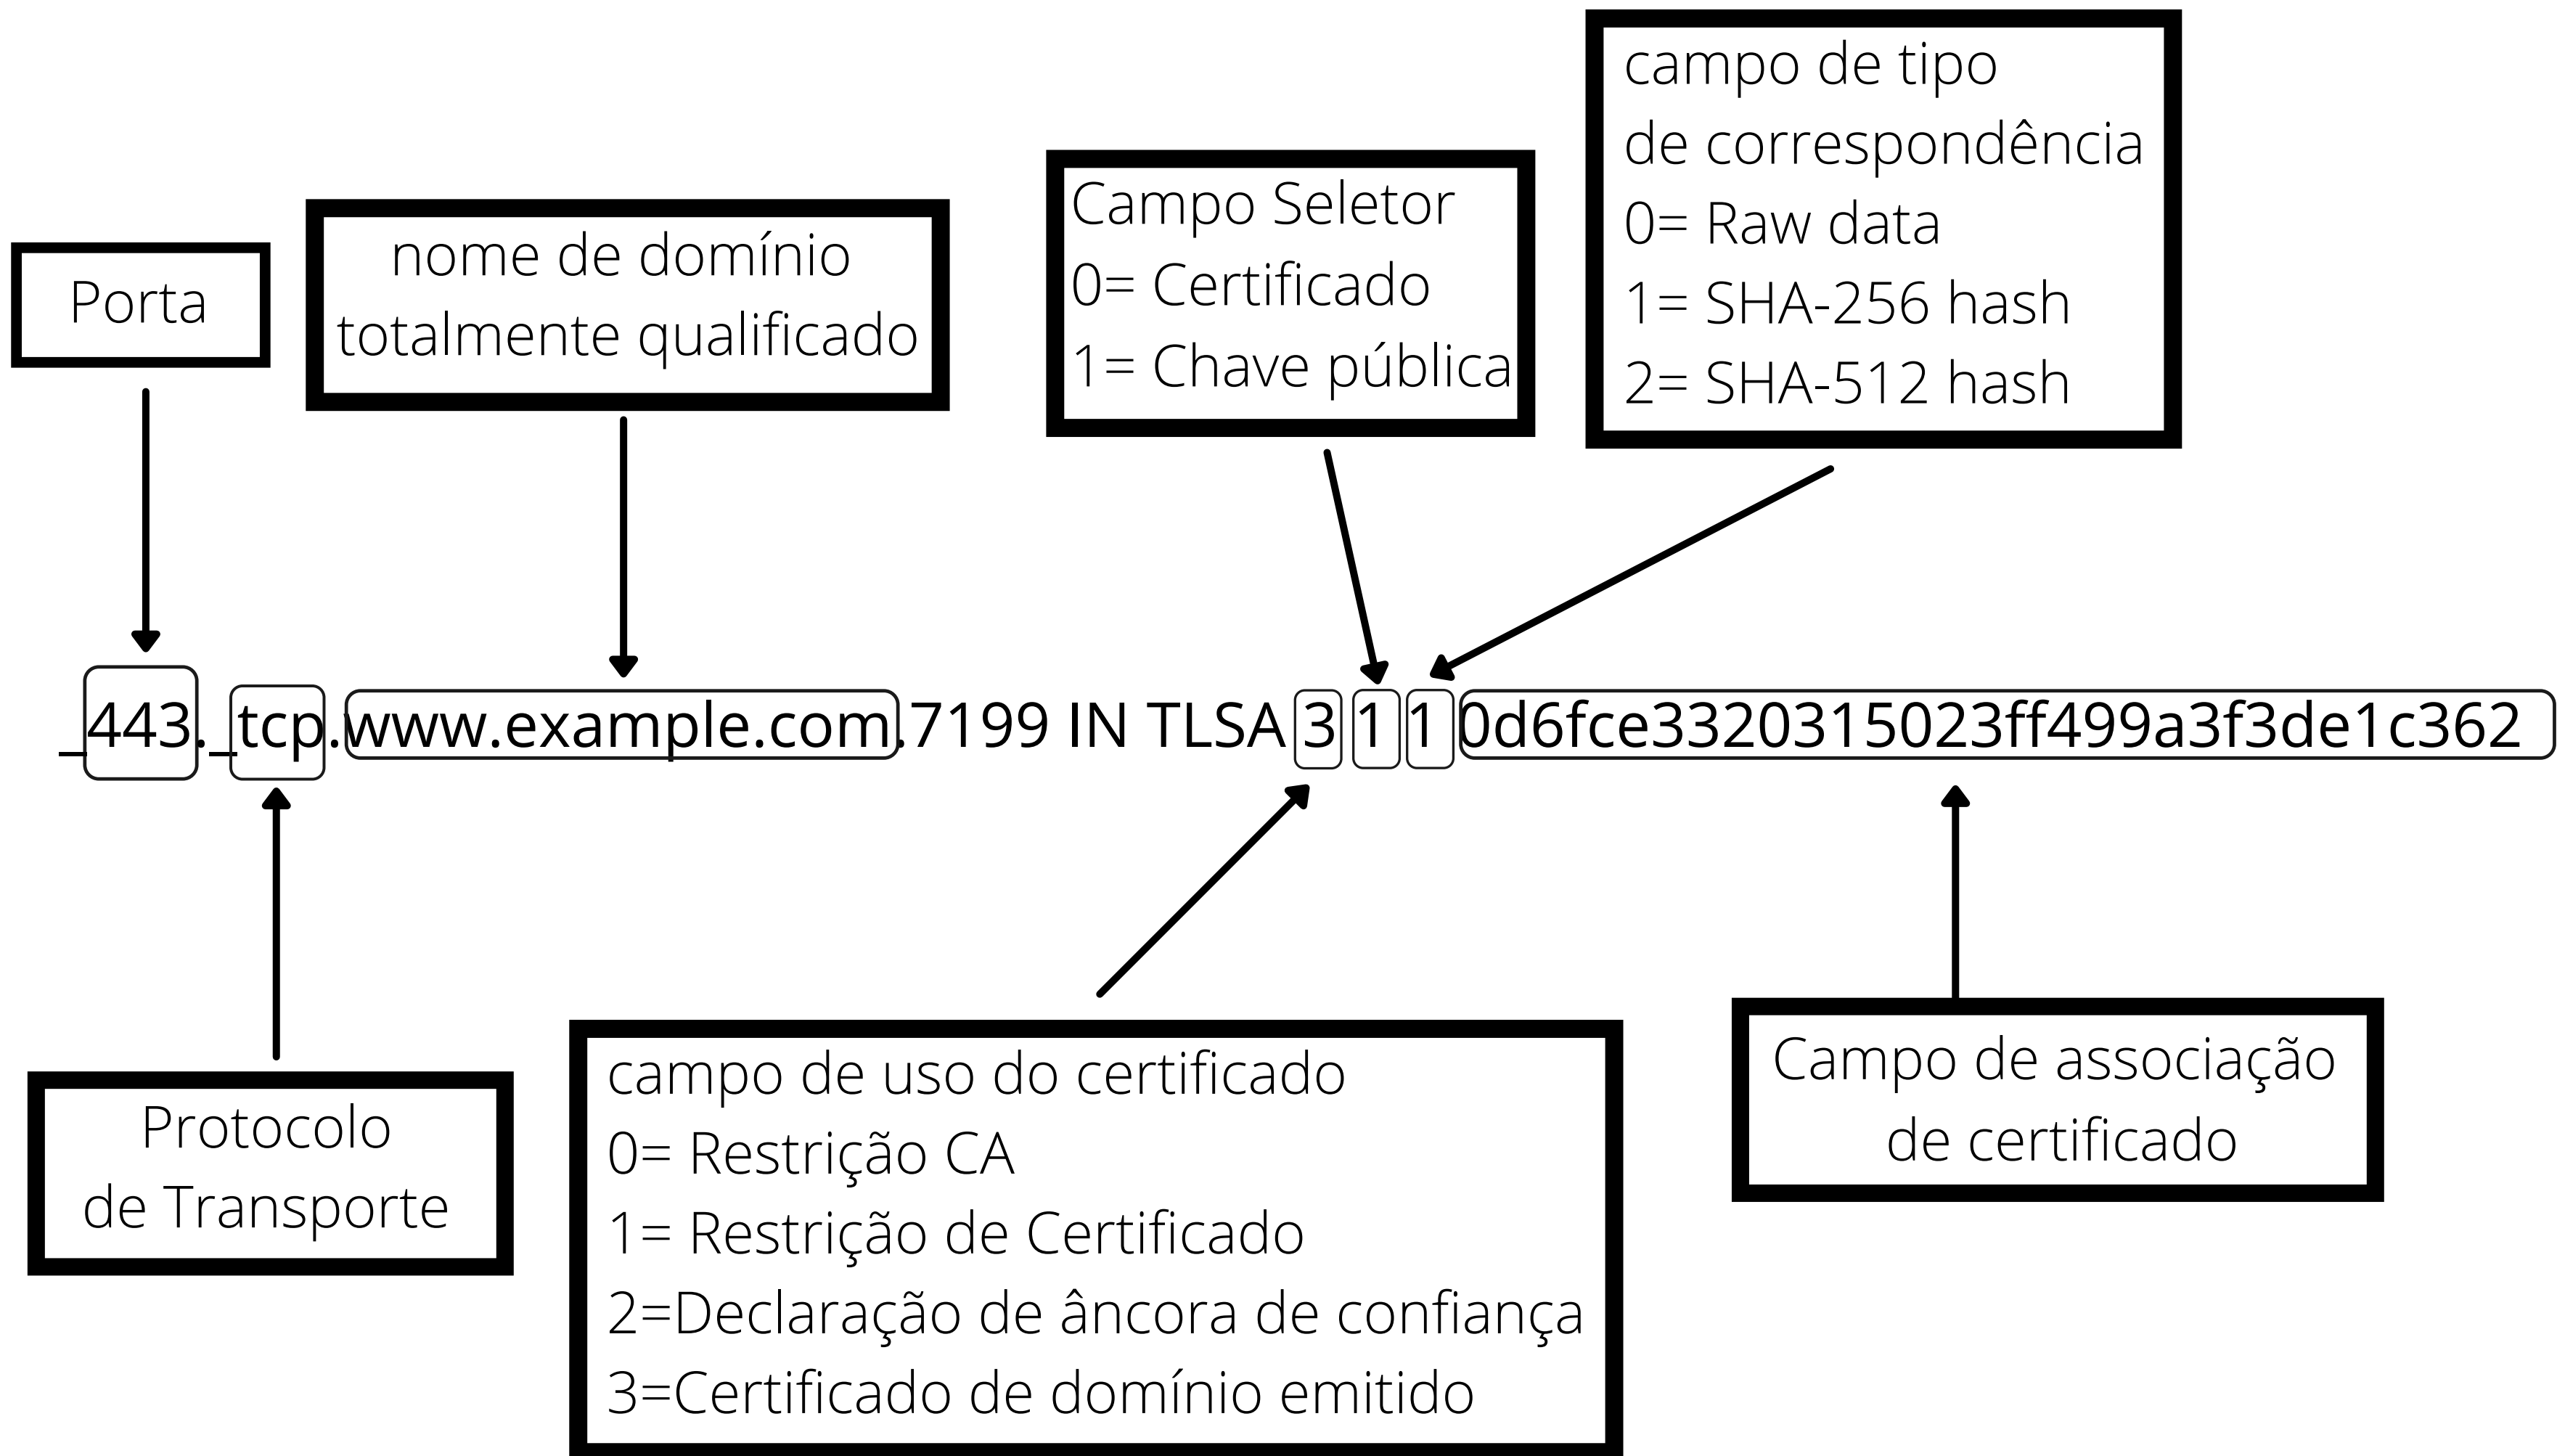 campo de tipo
de correspondência
0= Raw data
1= SHA-256 hash
2= SHA-512 hash
Campo Seletor
0= Certificado
1= Chave pública
nome de domínio
totalmente qualificado
Porta
_443._tcp.www.example.com.7199 IN TLSA 3 1 1 0d6fce3320315023ff499a3f3de1c362
Protocolo
de Transporte
campo de uso do certificado
0= Restrição CA
1= Restrição de Certificado
2=Declaração de âncora de confiança
3=Certificado de domínio emitido
Campo de associação
de certificado